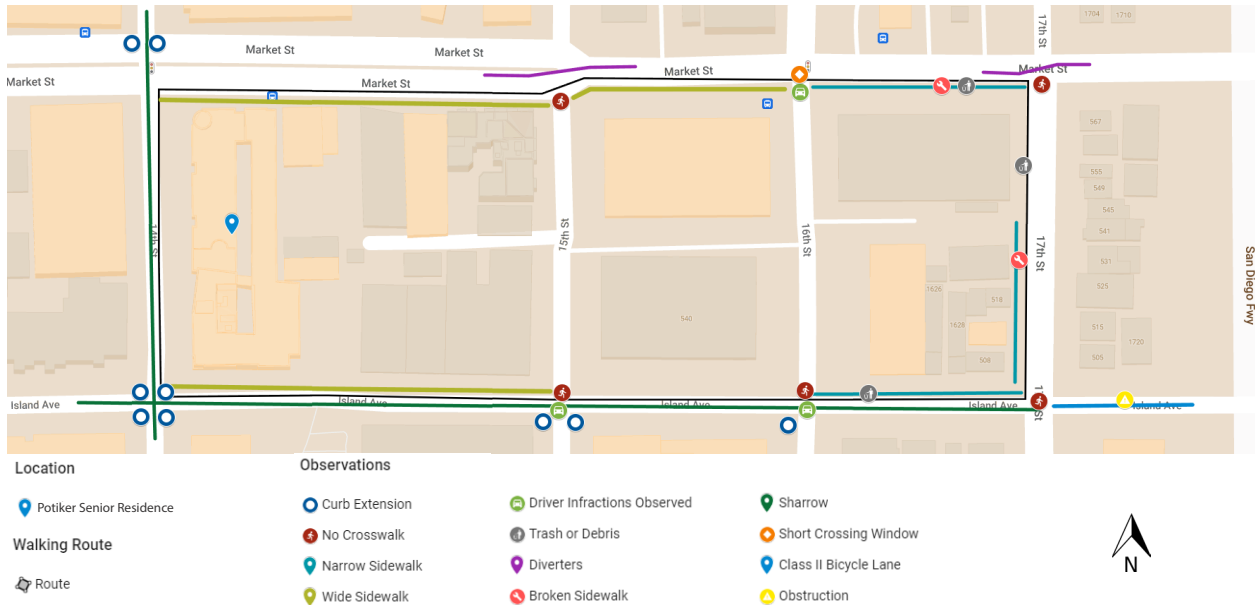 1704
1710
17th St
Market St
Market St
Market St
Market St
Market St
Market St
567
555
549
545
541
14th St
15th St
16th St
17th St
531
525
San Diego Fwy
1626
518
540
1628
515
1720
508
505
Island Ave
Island Ave
Island Ave
Island Ave
Island Ave
St
Location
Potiker Senior Residence
Walking Route
Route
Observations
Curb Extension
No Crosswalk
Narrow Sidewalk
Wide Sidewalk
Driver Infractions Observed
Trash or Debris
Diverters
Broken Sidewalk
Sharrow
Short Crossing Window
Class II Bicycle Lane
Obstruction
N